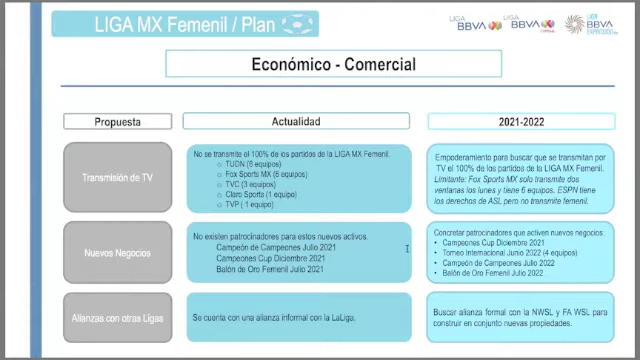 LIGA MX Femenil / Plan
LIGA BBVA MX
LIGA BBVA MX FEMENIL
LIGA BBVA EXPANSIÓN MX
Económico - Comercial
Propuesta
Actualidad
2021-2022
Transmisión de TV
No se transmite el 100% de los partidos de la LIGA MX Femenil.
o TUDN (6 equipos)
o Fox Sports MX (6 equipos)
o TVC (3 equipos)
o Claro Sports (1 equipo)
o TVP ( 1 equipo)
Empoderamiento para buscar que se transmitan por
TV el 100% de los partidos de la LIGA MX Femenil.
Limitante: Fox Sports MX solo transmite dos
ventanas los lunes y tiene 6 equipos. ESPN tiene
los derechos de ASL pero no transmite femenil.
Nuevos Negocios
No existen patrocinadores para estos nuevos activos.
Campeón de Campeones Julio 2021
Campeones Cup Diciembre 2021
Balón de Oro Femenil Julio 2021
Concretar patrocinadores que activen nuevos negocios:
• Campeones Cup Diciembre 2021
• Torneo Internacional Junio 2022 (4 equipos)
• Campeón de Campeones Julio 2022
• Balón de Oro Femenil Julio 2022
Alianzas con otras Ligas
Se cuenta con una alianza informal con la LaLiga.
Buscar alianza formal con la NWSL y FA WSL para
construir en conjunto nuevas propiedades.